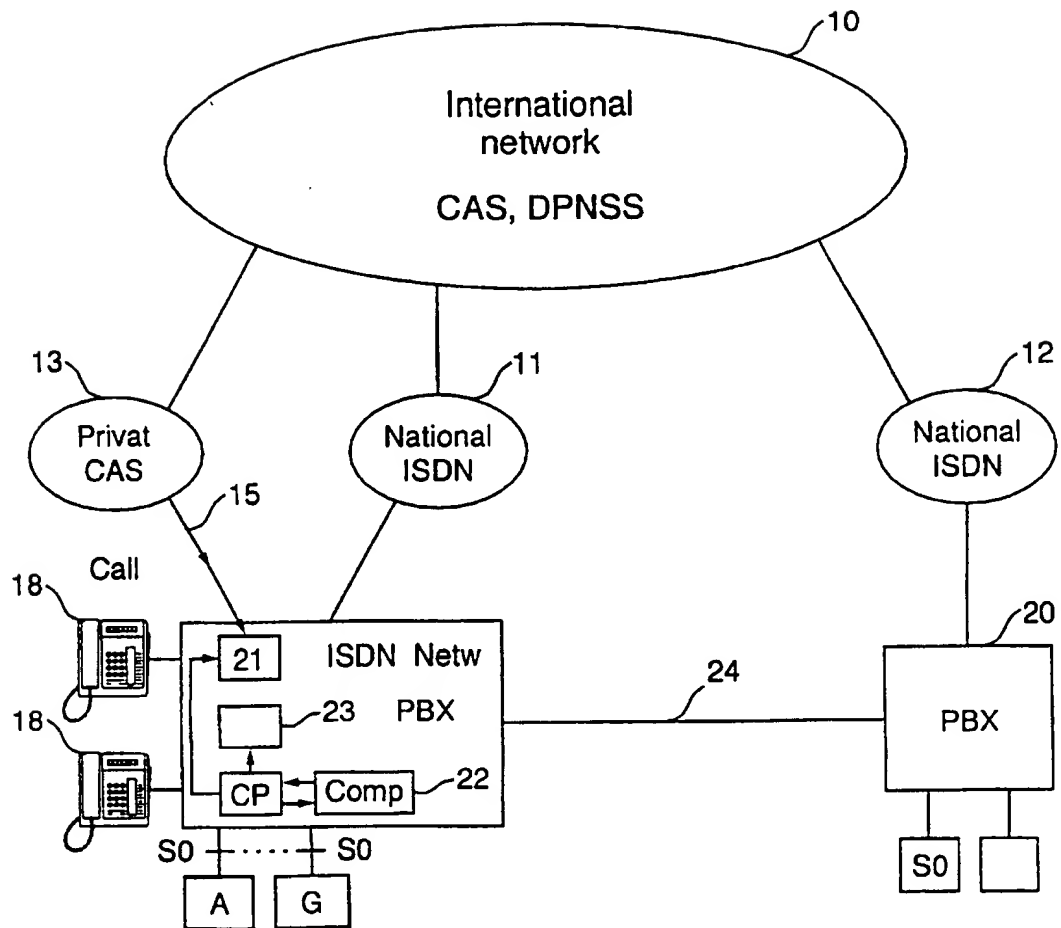 10
International
network
CAS, DPNSS
13
11
12
Privat
CAS
National
ISDN
National
ISDN
15
Call
18
20
21
ISDN Netw
24
23
PBX
PBX
18
22
CP
Comp
S0
S0
S0
A
G